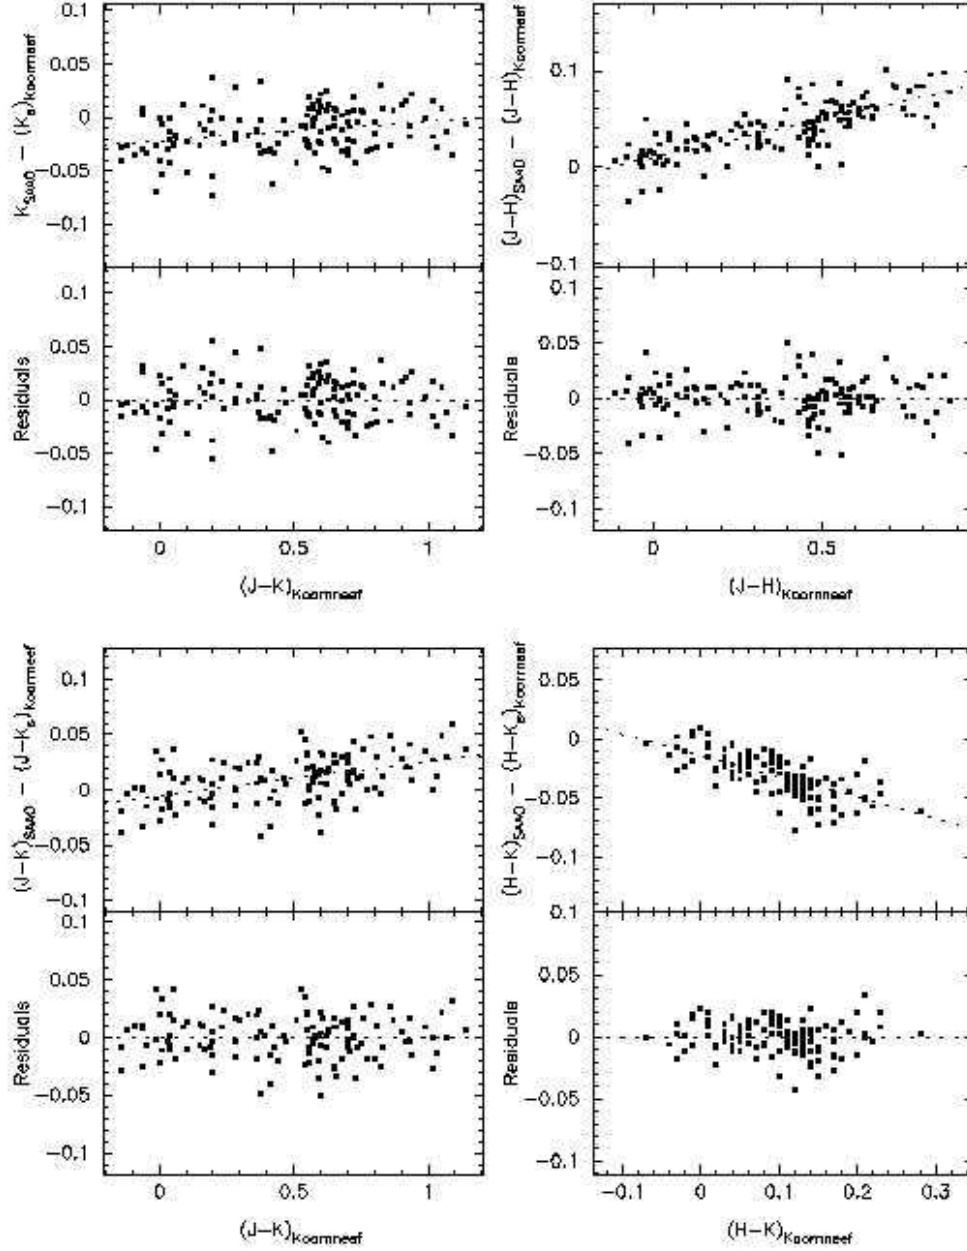 0.1
0.05
0
−0.05
−0.1
K_SAAO − (K_n)_Koornneef
0.1
0
−0.1
(J−H)_SAAO − (J−H)_Koornneef
0.1
0.05
0
−0.05
−0.1
Residuals
0 0.5 1
(J−K)_Koornneef
0.1
0.05
0
−0.05
−0.1
Residuals
0 0.5
(J−H)_Koornneef
0.1
0.05
0
−0.05
−0.1
(J−K)_SAAO − (J−K_n)_Koornneef
0.05
0
−0.05
−0.1
0.1
(H−K)_SAAO − (H−K_n)_Koornneef
0.1
0.05
0
−0.05
−0.1
Residuals
0 0.5 1
(J−K)_Koornneef
0.05
0
−0.05
−0.1
Residuals
−0.1 0 0.1 0.2 0.3
(H−K)_Koornneef